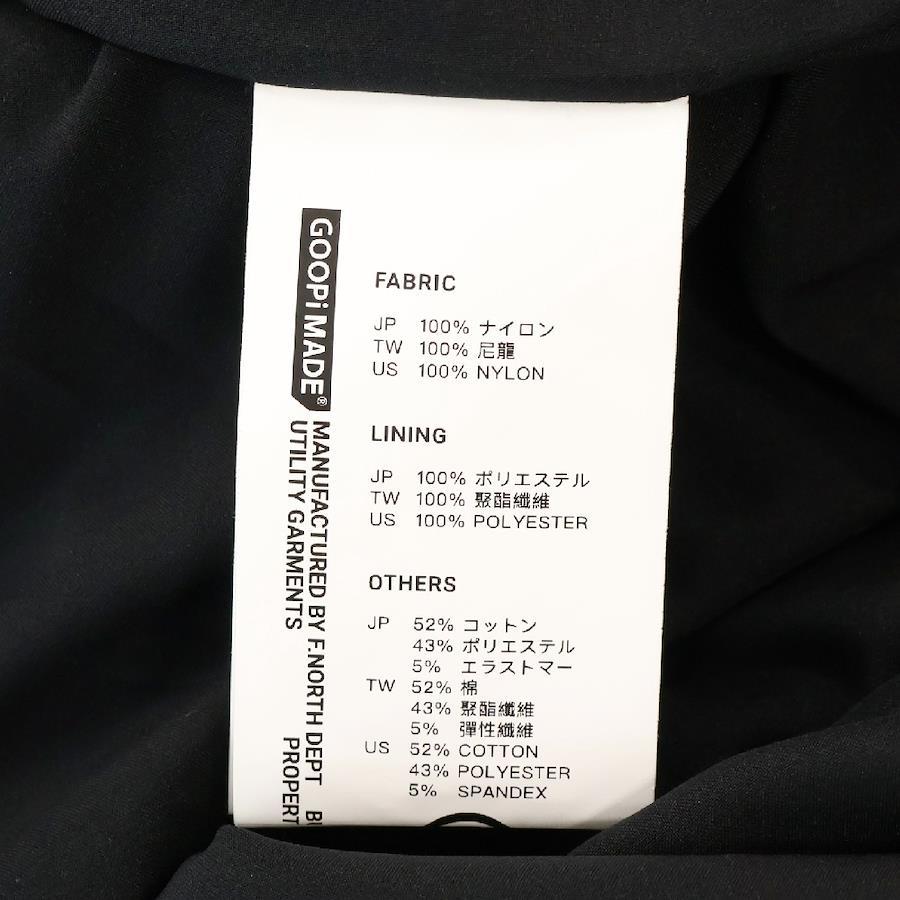 GOOPiMADE®
MANUFACTURED BY F.NORTH DEPT
UTILITY GARMENTS
FABRIC
JP 100% ナイロン
TW 100% 尼龍
US 100% NYLON
LINING
JP 100% ポリエステル
TW 100% 聚酯纖維
US 100% POLYESTER
OTHERS
JP 52% コットン
43% ポリエステル
5% エラストマー
TW 52% 棉
43% 聚酯纖維
5% 彈性纖維
US 52% COTTON
43% POLYESTER
5% SPANDEX